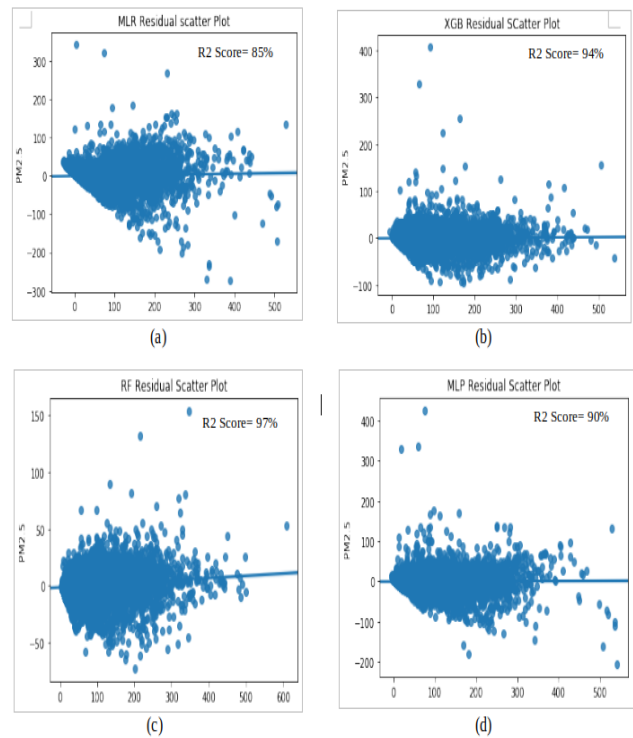 MLR Residual scatter Plot
R2 Score= 85%
300
200
100
0
−100
−200
−300
PM2 5
0 100 200 300 400 500
(a)
XGB Residual SCatter Plot
R2 Score= 94%
400
300
200
100
0
−100
PM2 5
0 100 200 300 400 500
(b)
RF Residual Scatter Plot
R2 Score= 97%
150
100
50
0
−50
PM2 5
0 100 200 300 400 500 600
(c)
MLP Residual Scatter Plot
R2 Score= 90%
400
300
200
100
0
−100
−200
PM2 5
0 100 200 300 400 500
(d)